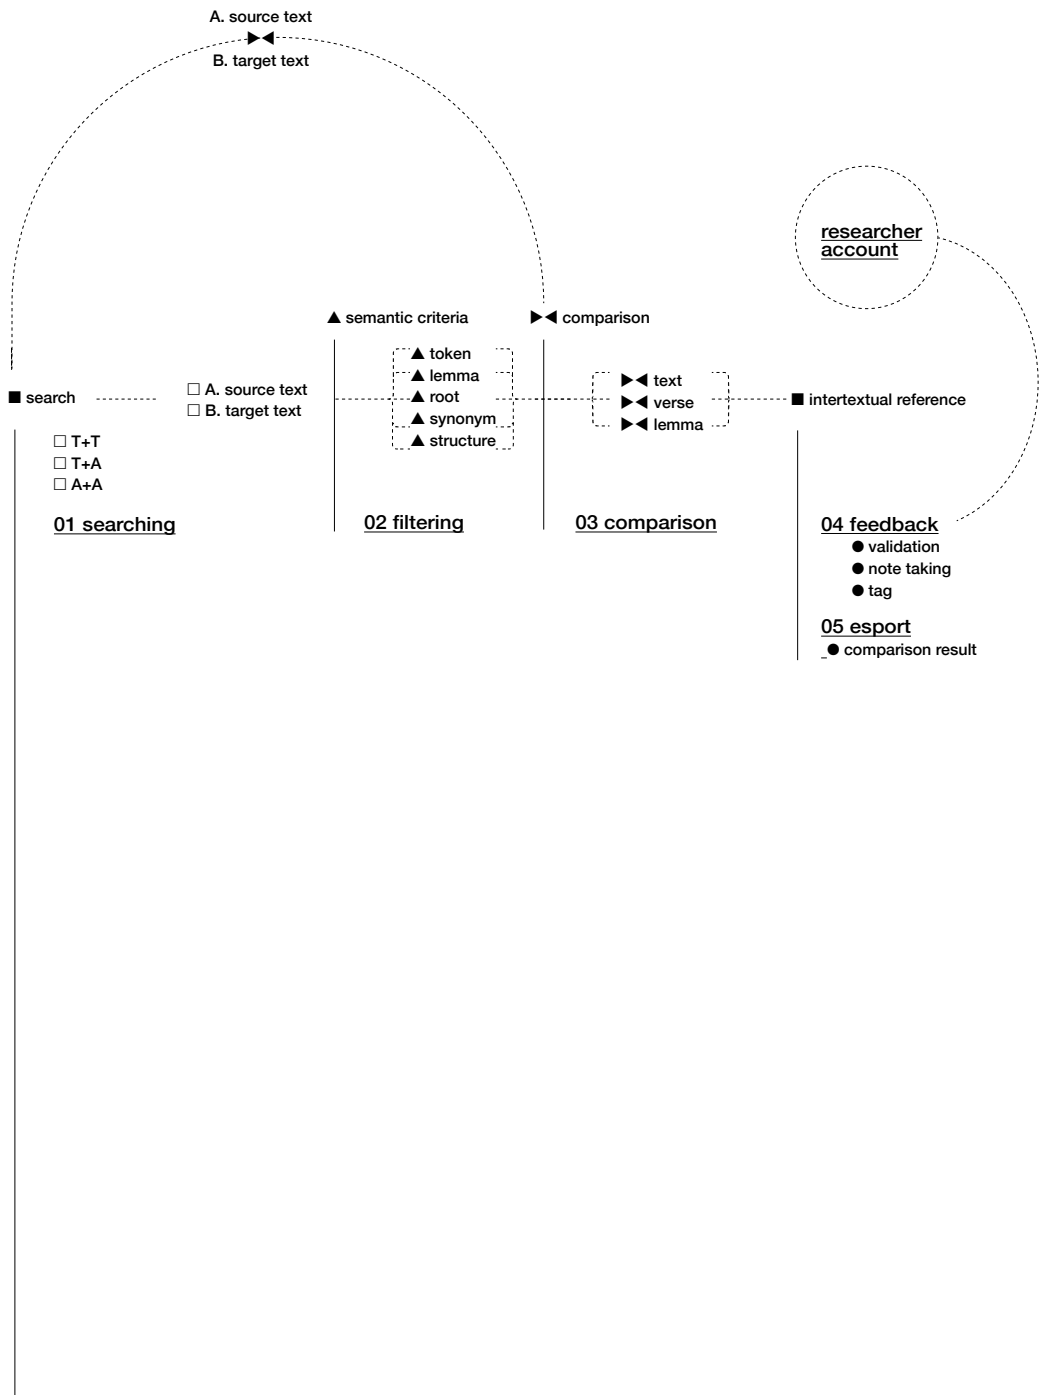 A. source text
B. target text
researcher
account
semantic criteria
comparison
token
lemma
root
synonym
structure
text
verse
lemma
search
A. source text
B. target text
intertextual reference
T+T
T+A
A+A
01 searching
02 filtering
03 comparison
04 feedback
validation
note taking
tag
05 esport
comparison result